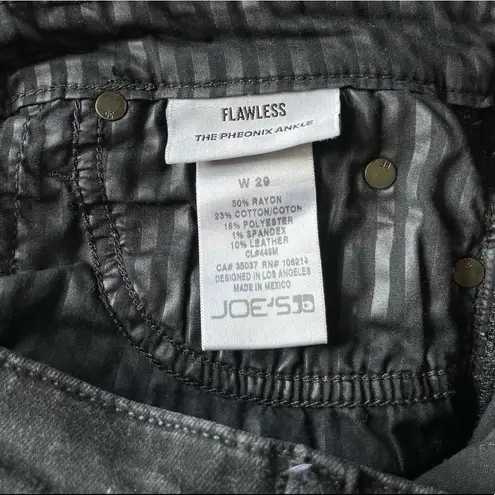 FLAWLESS
THE PHEONIX ANKLE
W 29
50% RAYON
23% COTTON/COTON
16% POLYESTER
1% SPANDEX
10% LEATHER
CL#449M
CA# 35037 RN# 106214
DESIGNED IN LOS ANGELES
MADE IN MEXICO
JOE'S